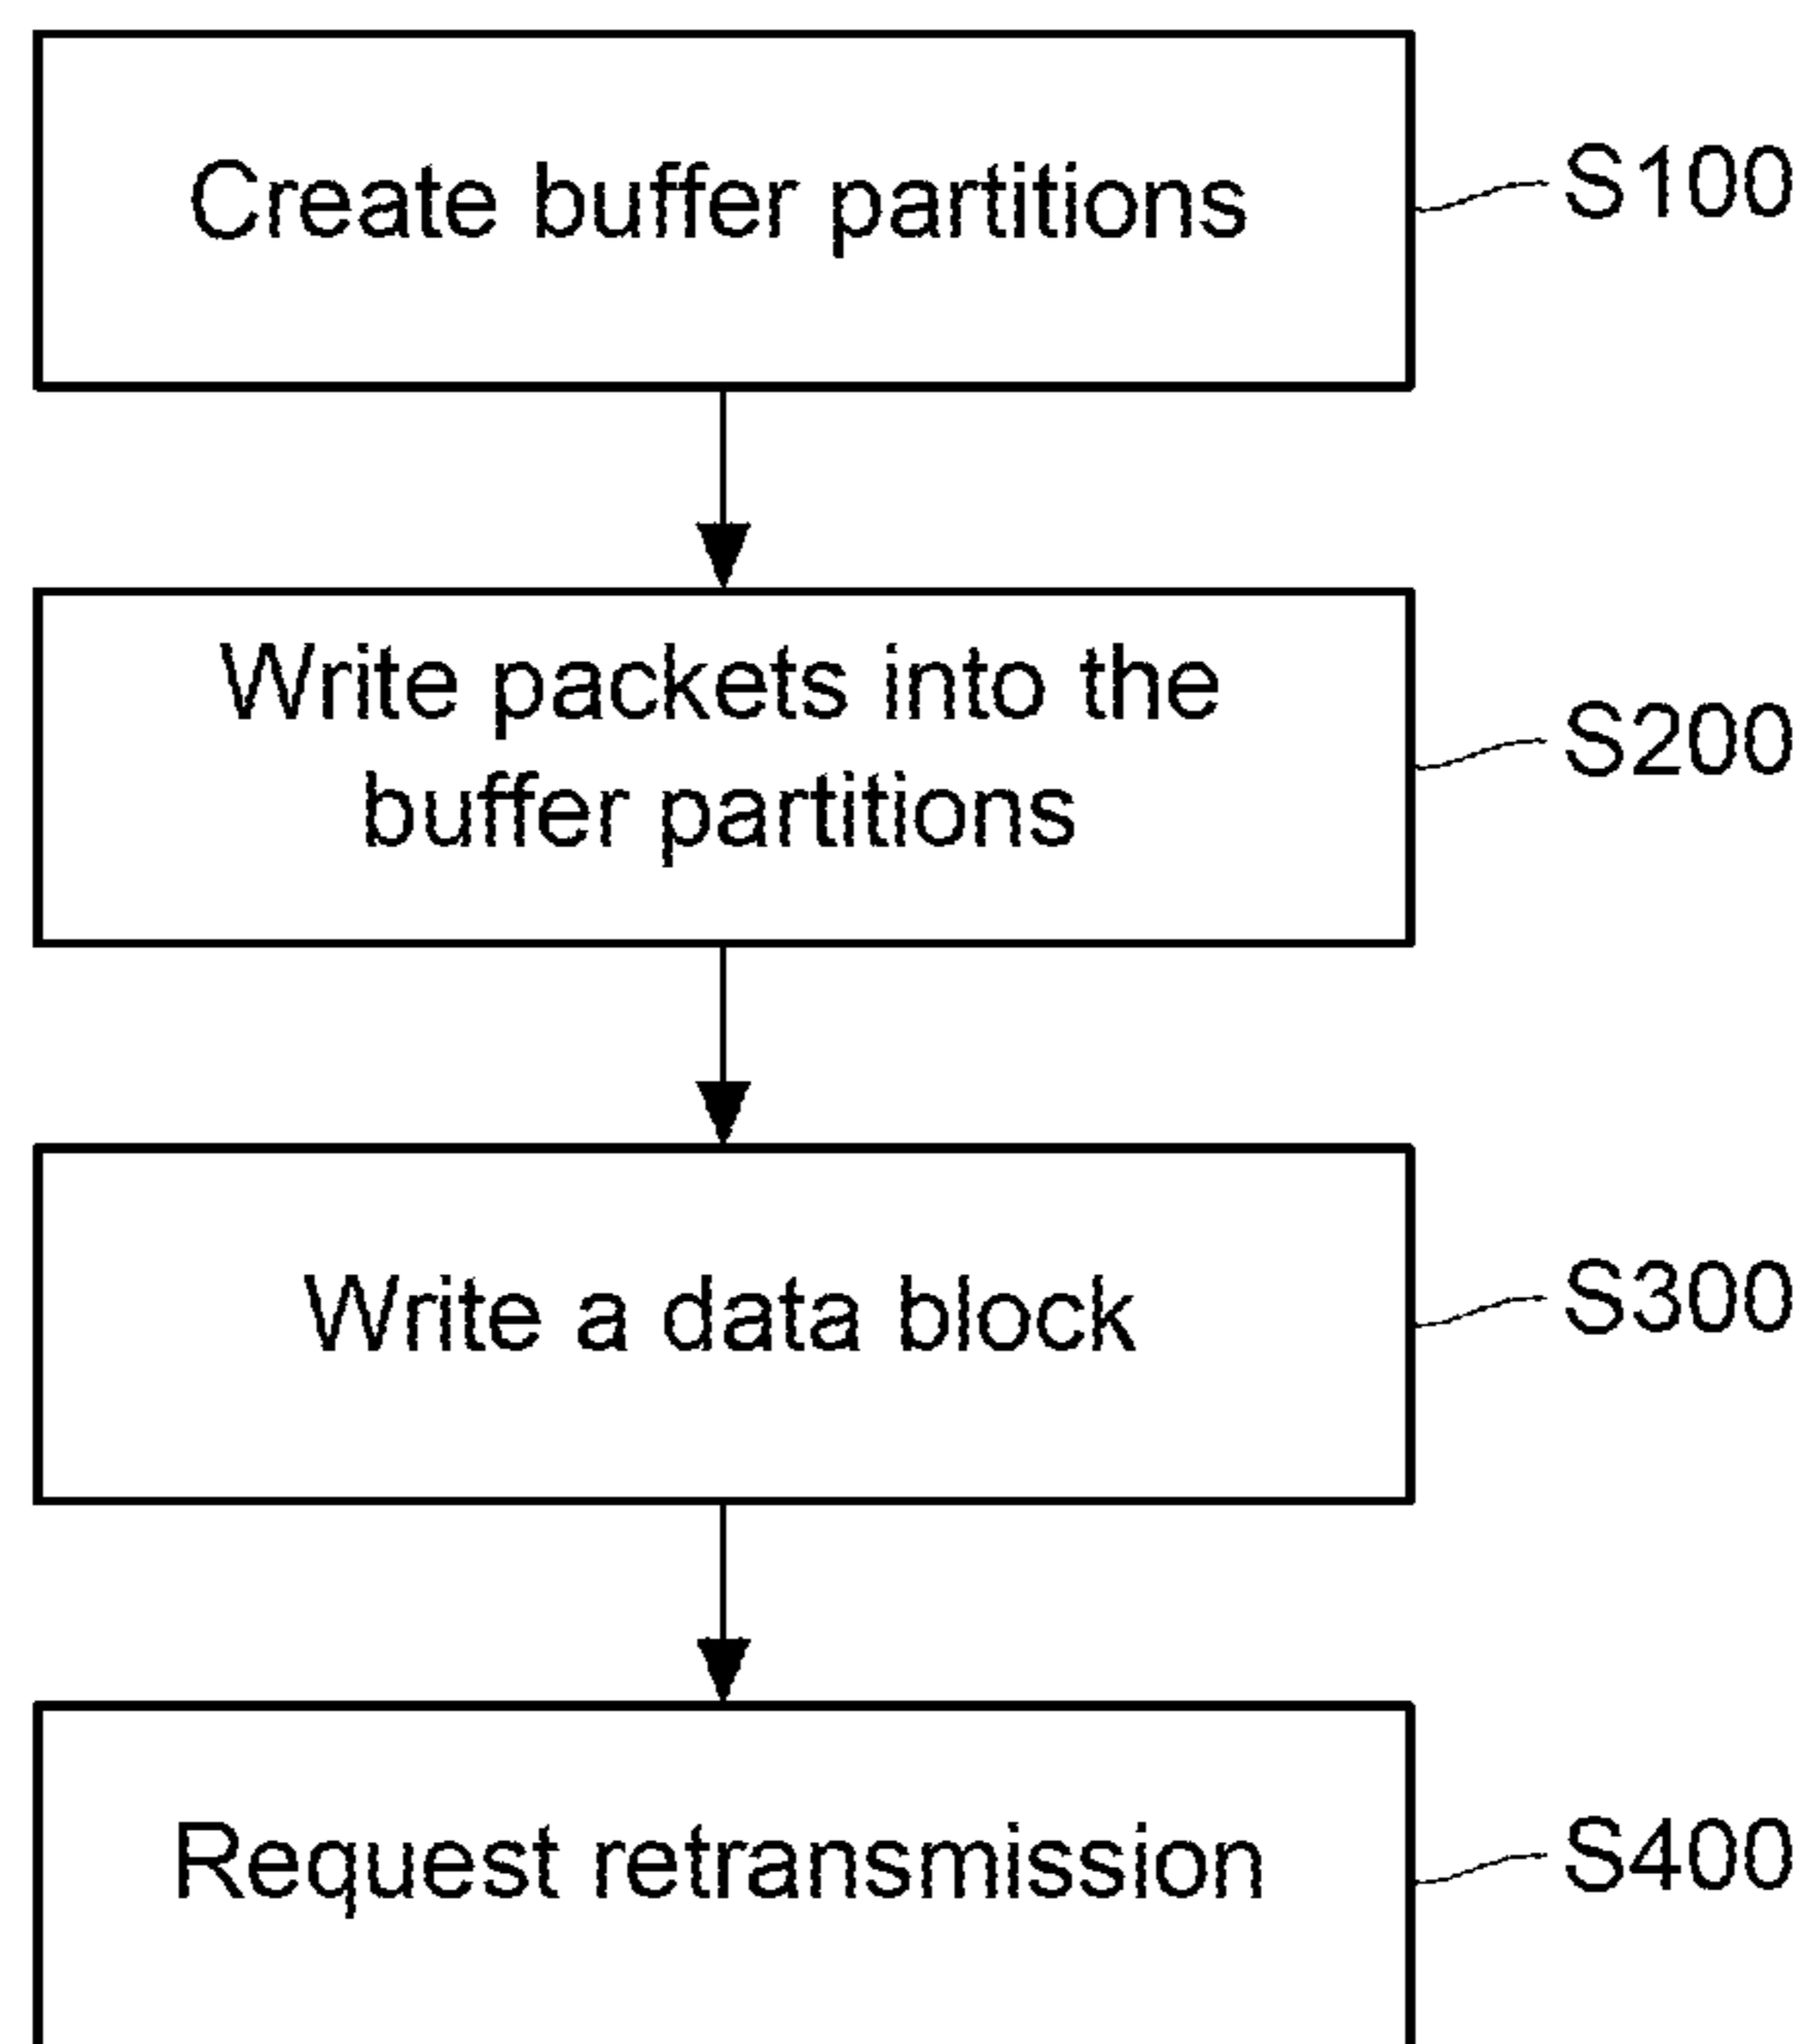 Create buffer partitions
S100
Write packets into the
buffer partitions
S200
Write a data block
S300
Request retransmission
S400